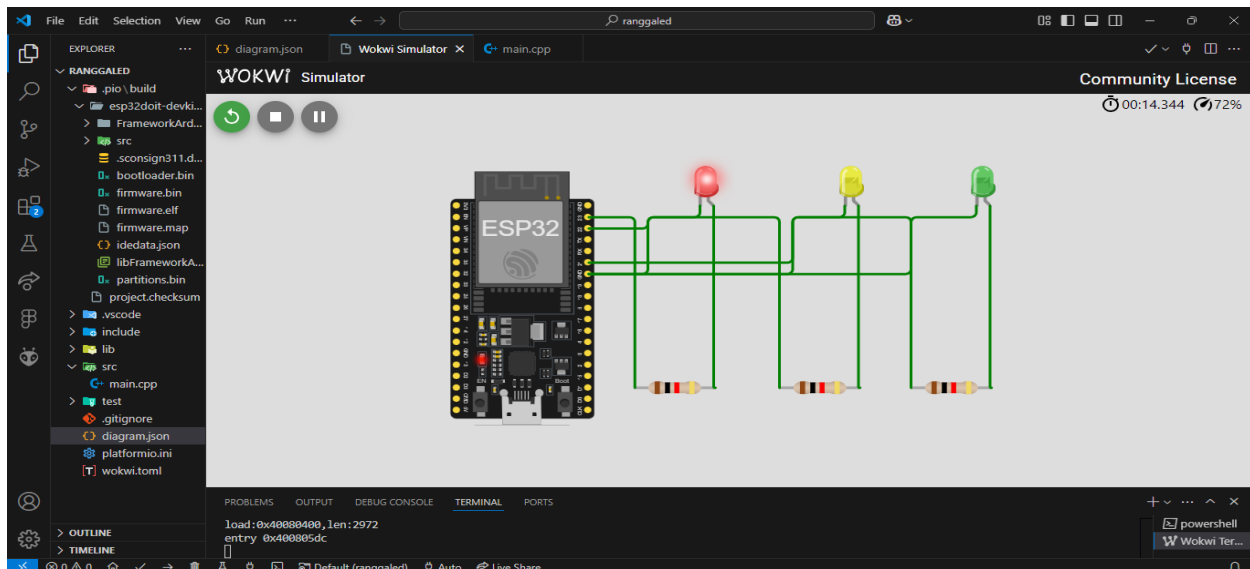 File Edit Selection View Go Run ··· ranggaled
EXPLORER
diagram.json Wokwi Simulator main.cpp
RANGGALED
.pio\build
esp32doit-devki...
FrameworkArd...
src
.sconsign311.d...
bootloader.bin
firmware.bin
firmware.elf
firmware.map
idedata.json
libFrameworkA...
partitions.bin
project.checksum
.vscode
include
lib
src
main.cpp
test
.gitignore
diagram.json
platformio.ini
wokwi.toml
OUTLINE
TIMELINE
2
WOKWI Simulator
Community License
00:14.344 72%
ESP32
EN Boot
PROBLEMS OUTPUT DEBUG CONSOLE TERMINAL PORTS
load:0x40080400,len:2972
entry 0x400805dc
powershell
Wokwi Ter...
0 0 Default (ranggaled) Auto Live Share